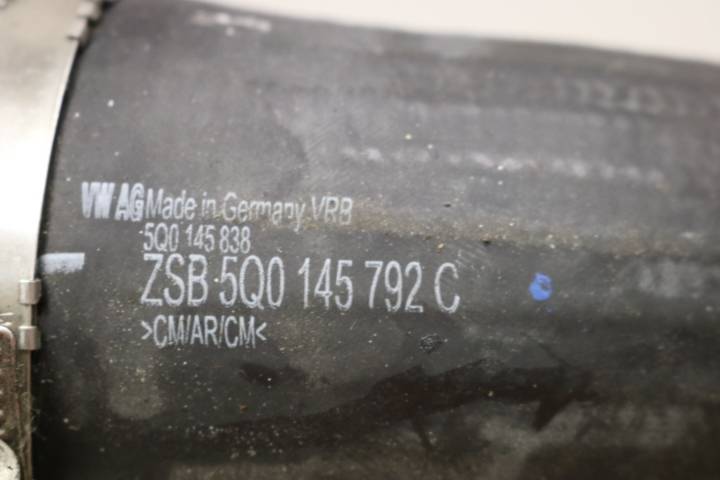 VW AG Made in Germany VRB
5Q0 145 838
ZSB 5Q0 145 792 C
>CM/AR/CM<